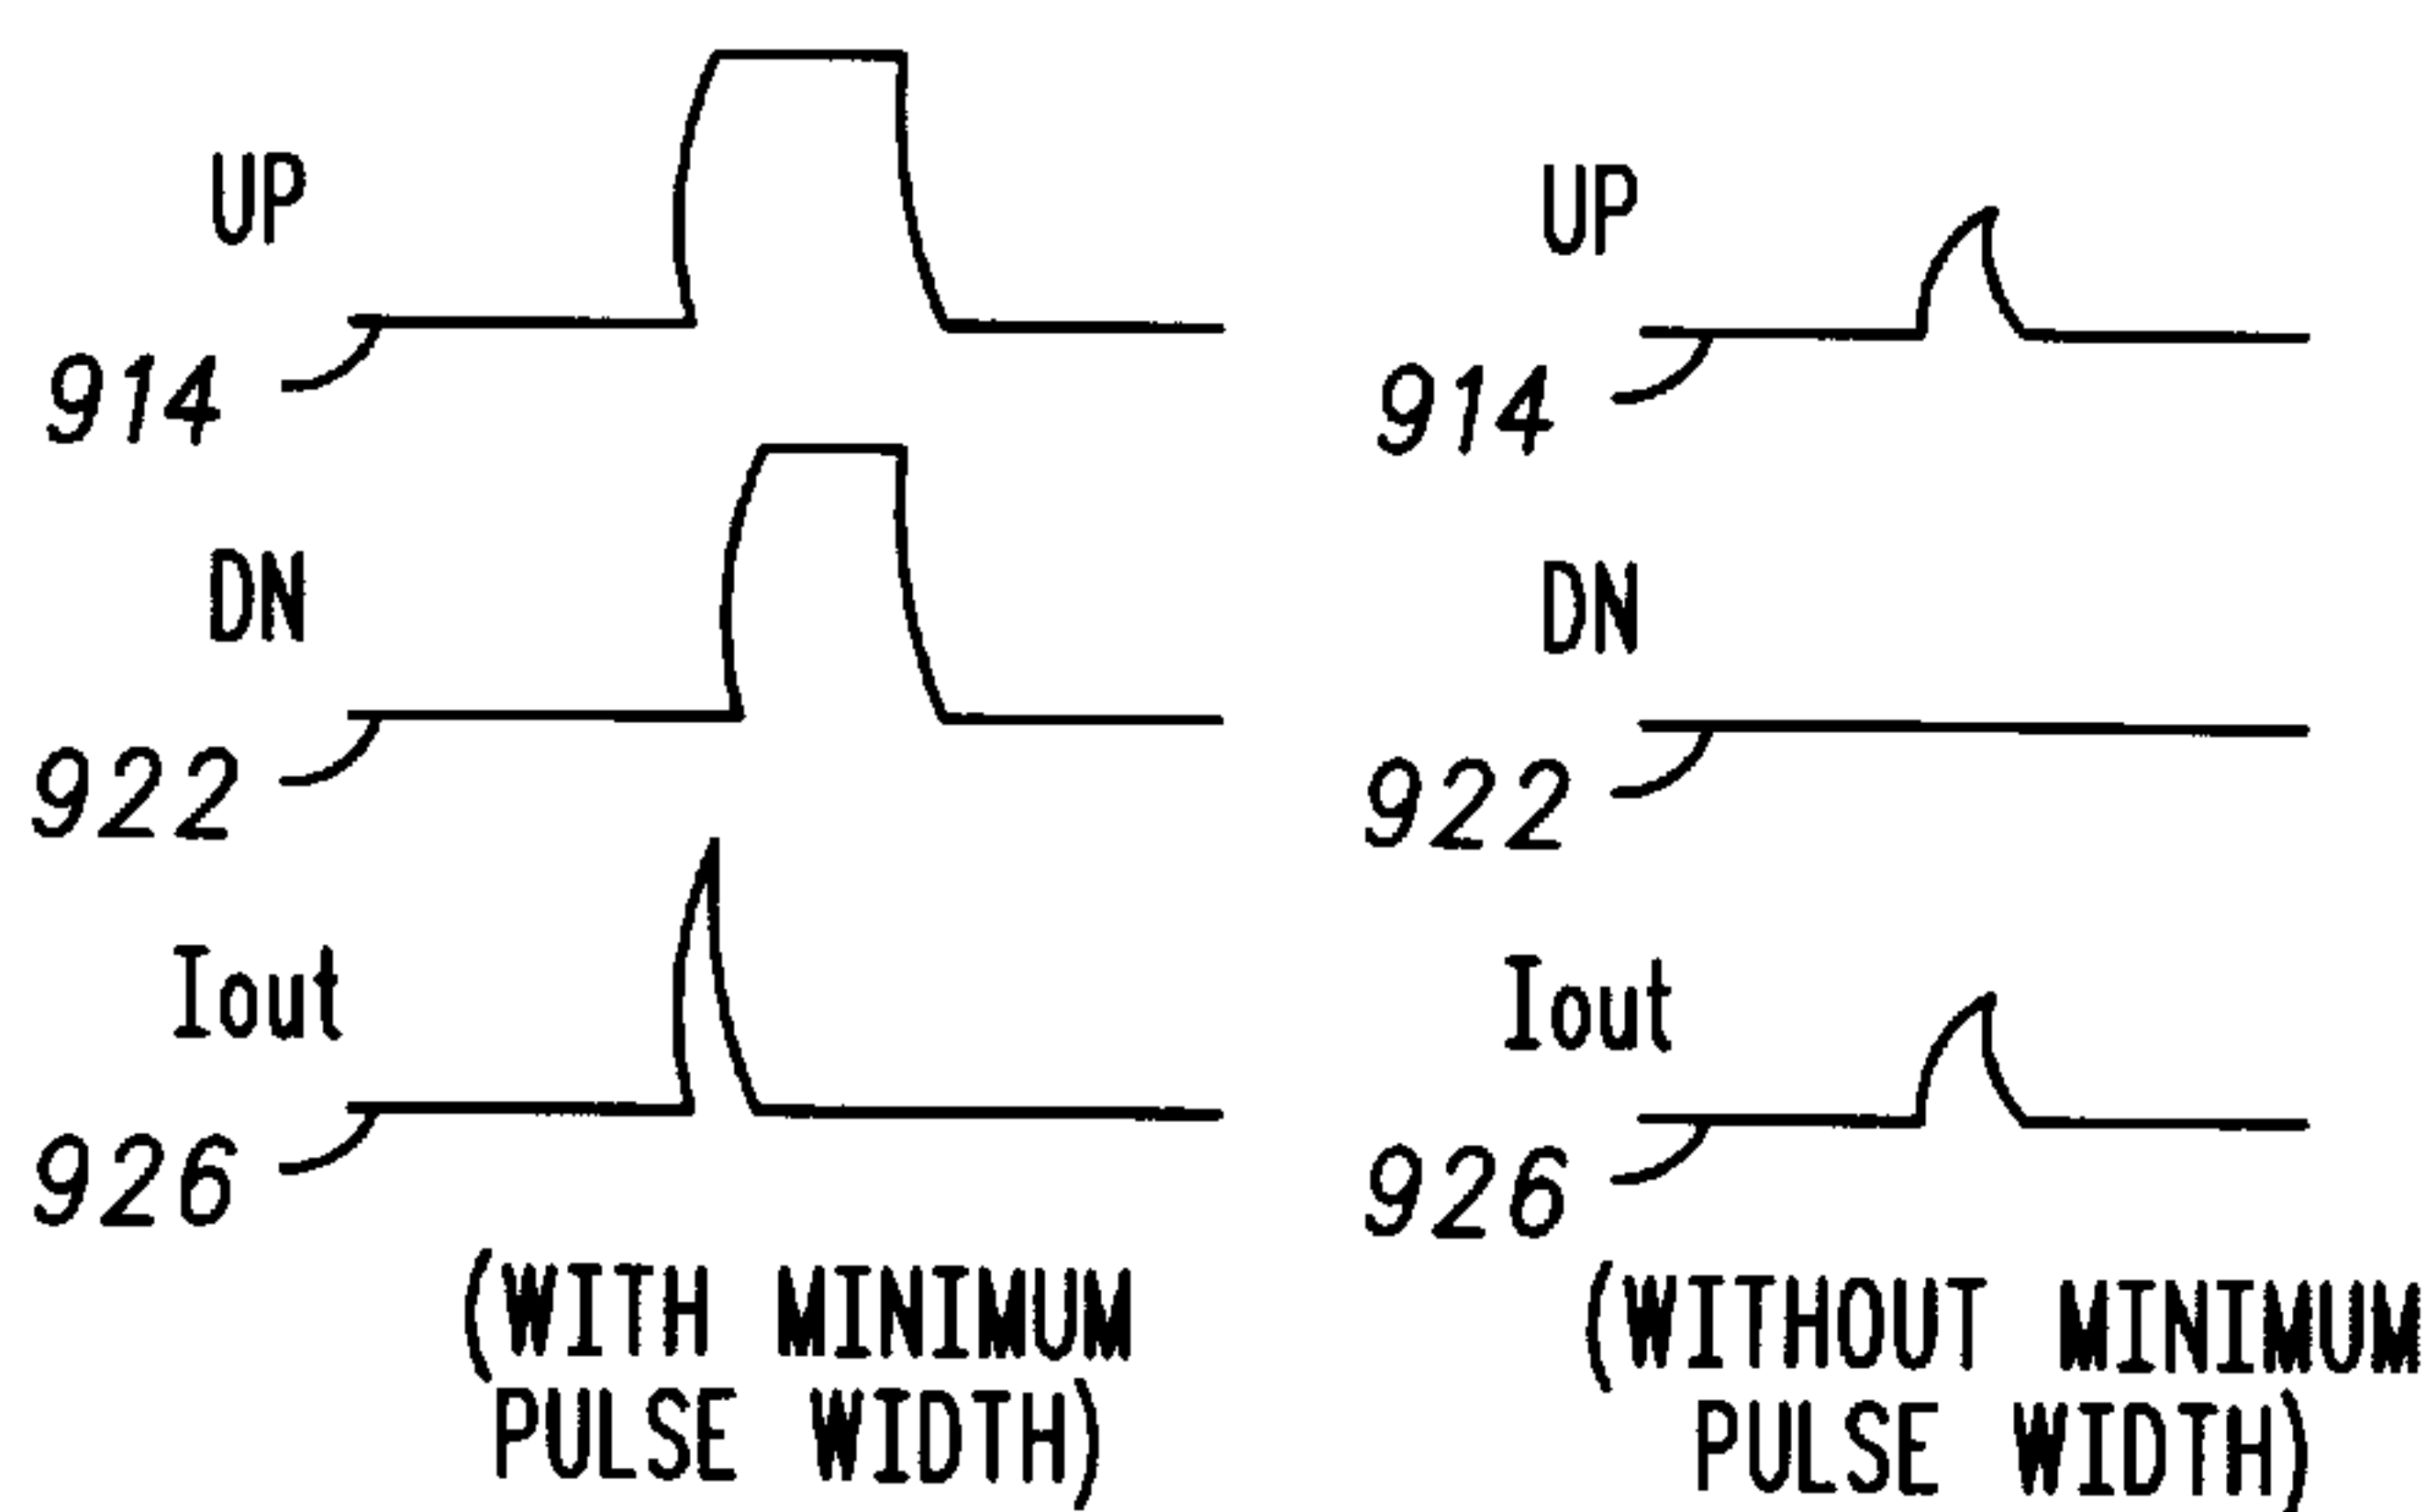 UP
914
DN
922
Iout
926
(WITH MINIMUM
PULSE WIDTH)
UP
914
DN
922
Iout
926
(WITHOUT MINIMUM
PULSE WIDTH)